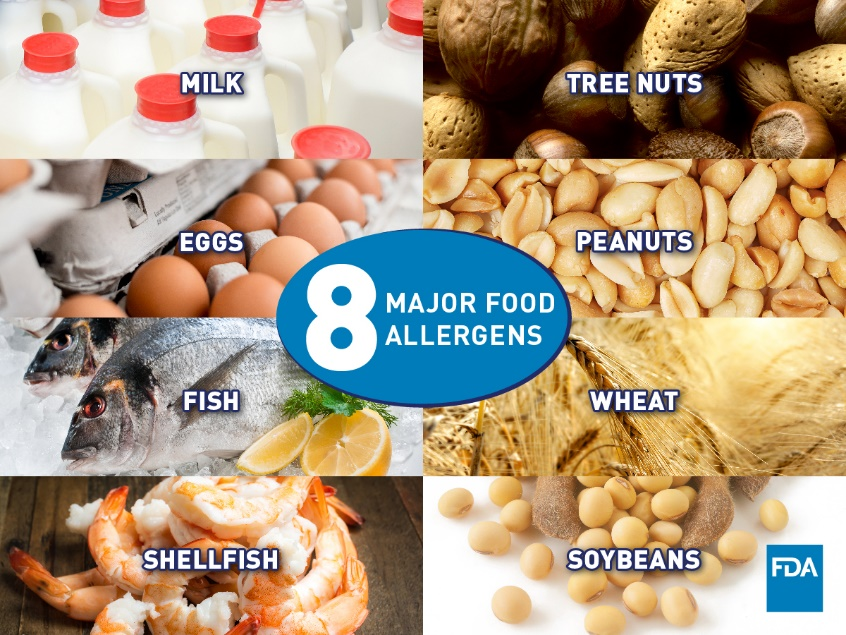 MILK
TREE NUTS
EGGS
PEANUTS
8 MAJOR FOOD
ALLERGENS
FISH
WHEAT
SHELLFISH
SOYBEANS
FDA